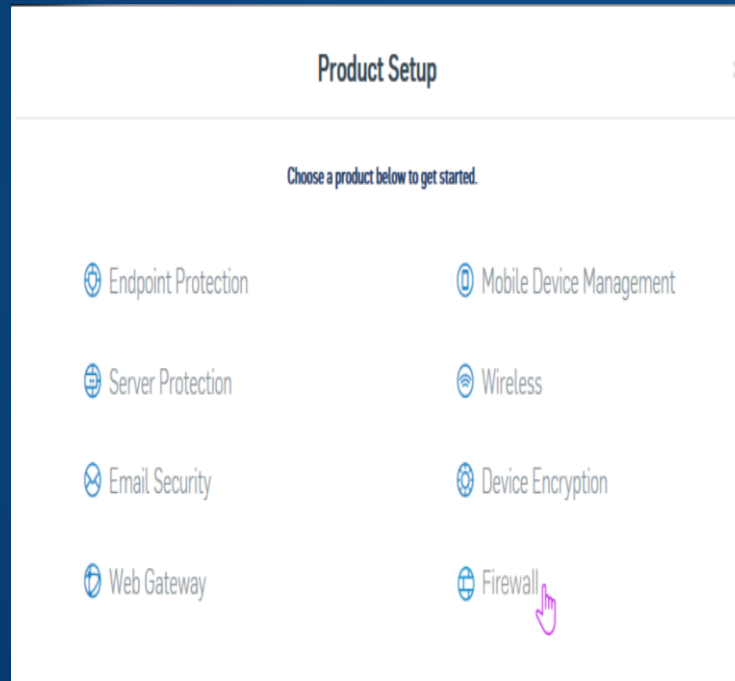 Product Setup
Choose a product below to get started.
Endpoint Protection
Mobile Device Management
Server Protection
Wireless
Email Security
Device Encryption
Web Gateway
Firewall